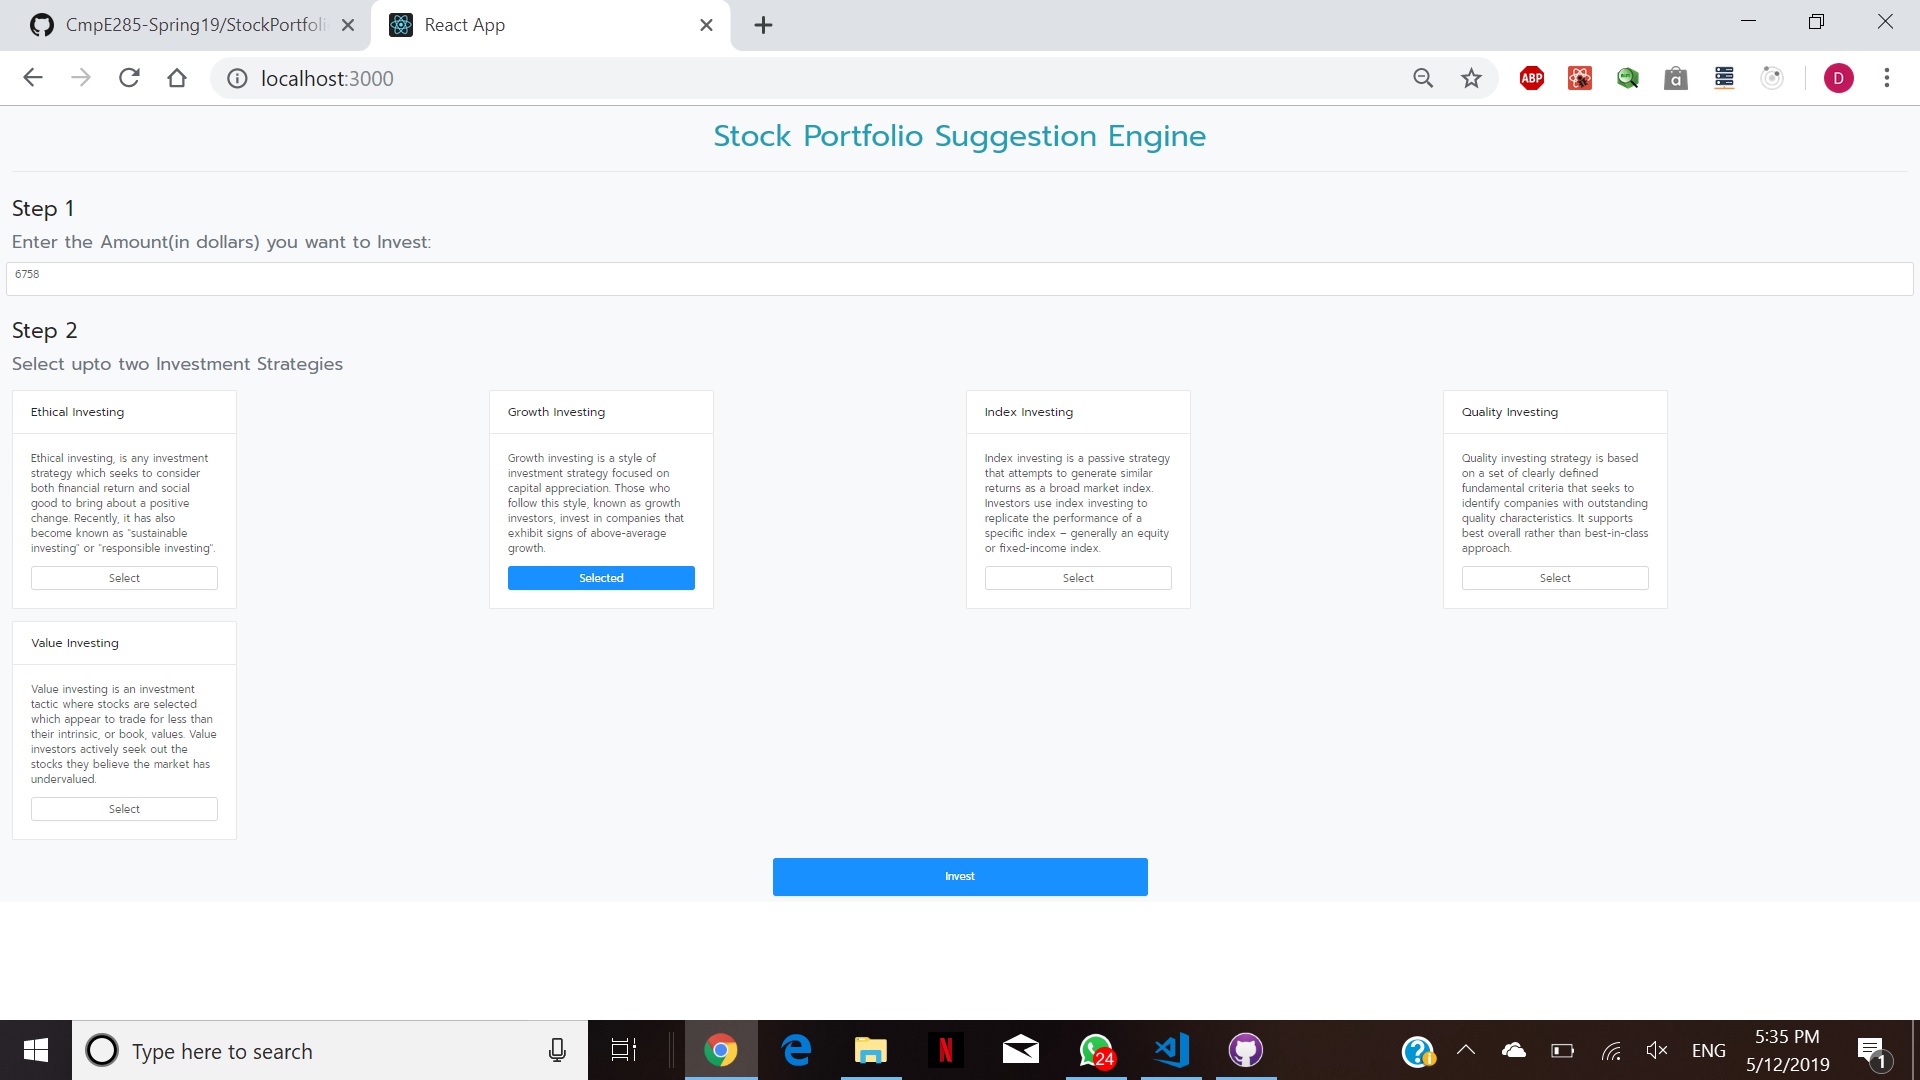 CmpE285-Spring19/StockPortfoli
React App
localhost:3000
ABP
a
D
Stock Portfolio Suggestion Engine
Step 1
Enter the Amount(in dollars) you want to Invest:
6758
Step 2
Select upto two Investment Strategies
Ethical Investing
Ethical investing, is any investment
strategy which seeks to consider
both financial return and social
good to bring about a positive
change. Recently, it has also
become known as "sustainable
investing" or "responsible investing".
Select
Growth Investing
Growth investing is a style of
investment strategy focused on
capital appreciation. Those who
follow this style, known as growth
investors, invest in companies that
exhibit signs of above-average
growth.
Selected
Index Investing
Index investing is a passive strategy
that attempts to generate similar
returns as a broad market index.
Investors use index investing to
replicate the performance of a
specific index – generally an equity
or fixed-income index.
Select
Quality Investing
Quality investing strategy is based
on a set of clearly defined
fundamental criteria that seeks to
identify companies with outstanding
quality characteristics. It supports
best overall rather than best-in-class
approach.
Select
Value Investing
Value investing is an investment
tactic where stocks are selected
which appear to trade for less than
their intrinsic, or book, values. Value
investors actively seek out the
stocks they believe the market has
undervalued.
Select
Invest
Type here to search
N
24
ENG
5:35 PM
5/12/2019
1